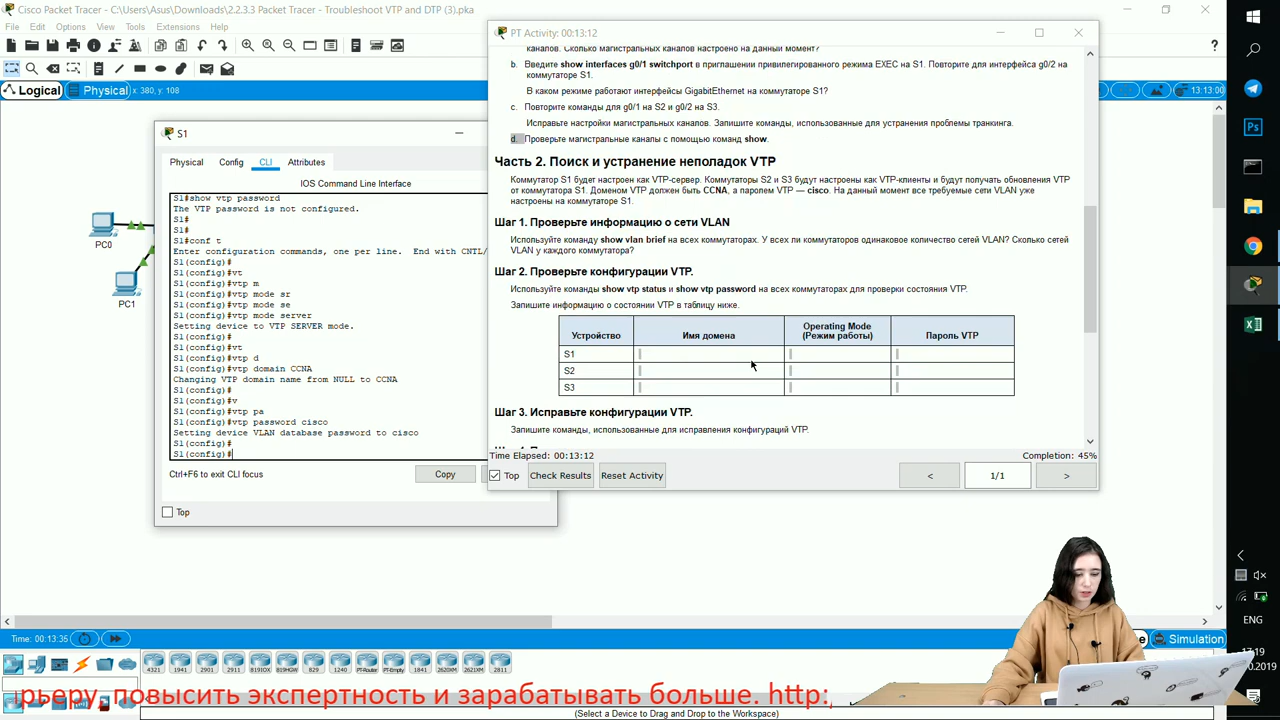 Cisco Packet Tracer - C:\Users\Asus\Downloads\2.2.3.3 Packet Tracer - Troubleshoot VTP and DTP (3).pka
File Edit Options View Tools Extensions Help
Logical Physical x: 380, y: 108
13:13:00
PC0
PC1
S1
Physical Config CLI Attributes
IOS Command Line Interface
S1#show vtp password
The VTP password is not configured.
S1#
S1#
S1#conf t
Enter configuration commands, one per line. End with CNTL/
S1(config)#
S1(config)#vt
S1(config)#vtp m
S1(config)#vtp mode sr
S1(config)#vtp mode se
S1(config)#vtp mode server
Setting device to VTP SERVER mode.
S1(config)#
S1(config)#vt
S1(config)#vtp d
S1(config)#vtp domain CCNA
Changing VTP domain name from NULL to CCNA
S1(config)#
S1(config)#v
S1(config)#vtp pa
S1(config)#vtp password cisco
Setting device VLAN database password to cisco
S1(config)#
S1(config)#
Ctrl+F6 to exit CLI focus
Copy
Top
PT Activity: 00:13:12
каналов. Сколько магистральных каналов настроено на данный момент?
b. Введите show interfaces g0/1 switchport в приглашении привилегированного режима EXEC на S1. Повторите для интерфейса g0/2 на
коммутаторе S1.
В каком режиме работают интерфейсы GigabitEthernet на коммутаторе S1?
c. Повторите команды для g0/1 на S2 и g0/2 на S3.
Исправьте настройки магистральных каналов. Запишите команды, использованные для устранения проблемы транкинга.
d. Проверьте магистральные каналы с помощью команд show.
Часть 2. Поиск и устранение неполадок VTP
Коммутатор S1 будет настроен как VTP-сервер. Коммутаторы S2 и S3 будут настроены как VTP-клиенты и будут получать обновления VTP
от коммутатора S1. Доменом VTP должен быть CCNA, а паролем VTP — cisco. На данный момент все требуемые сети VLAN уже
настроены на коммутаторе S1.
Шаг 1. Проверьте информацию о сети VLAN
Используйте команду show vlan brief на всех коммутаторах. У всех ли коммутаторов одинаковое количество сетей VLAN? Сколько сетей
VLAN у каждого коммутатора?
Шаг 2. Проверьте конфигурации VTP.
Используйте команды show vtp status и show vtp password на всех коммутаторах для проверки состояния VTP.
Запишите информацию о состоянии VTP в таблицу ниже.
Устройство Имя домена Operating Mode (Режим работы) Пароль VTP
S1
S2
S3
Шаг 3. Исправьте конфигурации VTP.
Запишите команды, использованные для исправления конфигураций VTP.
Time Elapsed: 00:13:12 Completion: 45%
Top Check Results Reset Activity < 1/1 >
ENG
17:19
.2019
Time: 00:13:35
Simulation
4321 1941 2901 2911 819IOX 819HGW 829 1240 PT-Router PT-Empty 1841 2620XM 2621XM 2811
рьеру, повысить экспертность и зарабатывать больше. http:
(Select a Device to Drag and Drop to the Workspace)